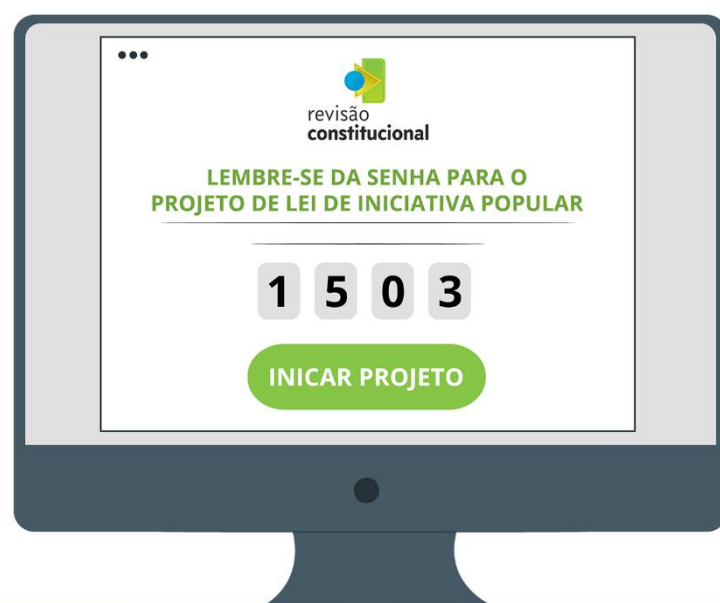 revisão
constitucional
LEMBRE-SE DA SENHA PARA O
PROJETO DE LEI DE INICIATIVA POPULAR
1 5 0 3
INICAR PROJETO